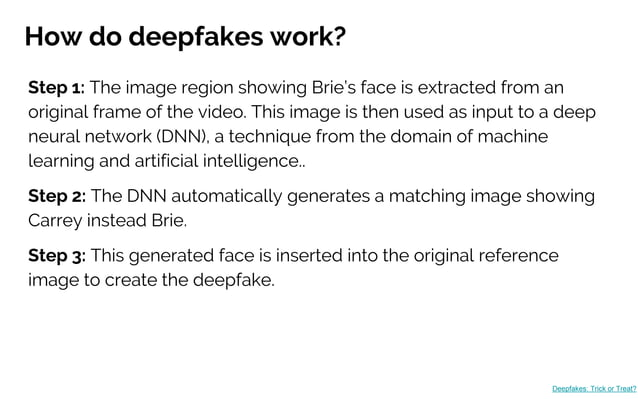 How do deepfakes work?
Step 1: The image region showing Brie's face is extracted from an
original frame of the video. This image is then used as input to a deep
neural network (DNN), a technique from the domain of machine
learning and artificial intelligence..
Step 2: The DNN automatically generates a matching image showing
Carrey instead Brie.
Step 3: This generated face is inserted into the original reference
image to create the deepfake.
Deepfakes: Trick or Treat?